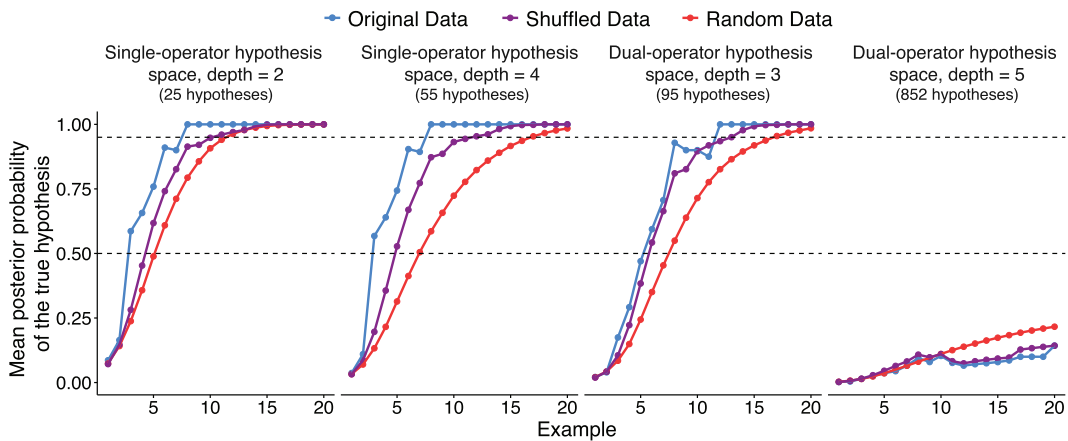 Original Data Shuffled Data Random Data
Single-operator hypothesis
space, depth = 2
(25 hypotheses)
Single-operator hypothesis
space, depth = 4
(55 hypotheses)
Dual-operator hypothesis
space, depth = 3
(95 hypotheses)
Dual-operator hypothesis
space, depth = 5
(852 hypotheses)
Mean posterior probability
of the true hypothesis
1.00
0.75
0.50
0.25
0.00
5 10 15 20 5 10 15 20 5 10 15 20 5 10 15 20
Example